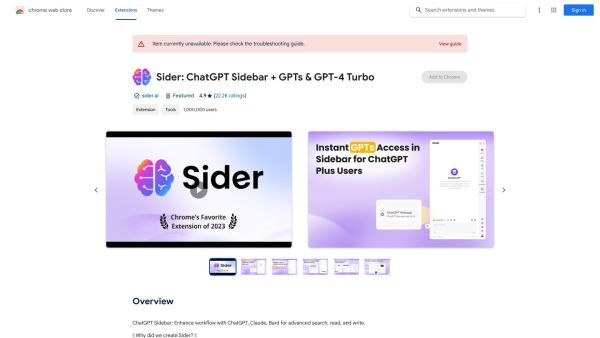 chrome web store
Discover
Extensions
Themes
Search extensions and themes
Sign in
Item currently unavailable. Please check the troubleshooting guide.
View guide
Sider: ChatGPT Sidebar + GPTs & GPT-4 Turbo
Add to Chrome
sider.ai
Featured
4.9 ★ (22.2K ratings)
Extension
Tools
1,000,000 users
Sider
Chrome's Favorite
Extension of 2023
Instant GPTs Access in
Sidebar for ChatGPT
Plus Users
ChatGPT Webapp
Overview
ChatGPT Sidebar: Enhance workflow with ChatGPT, Claude, Bard for advanced search, read, and write.
Why did we create Sider?